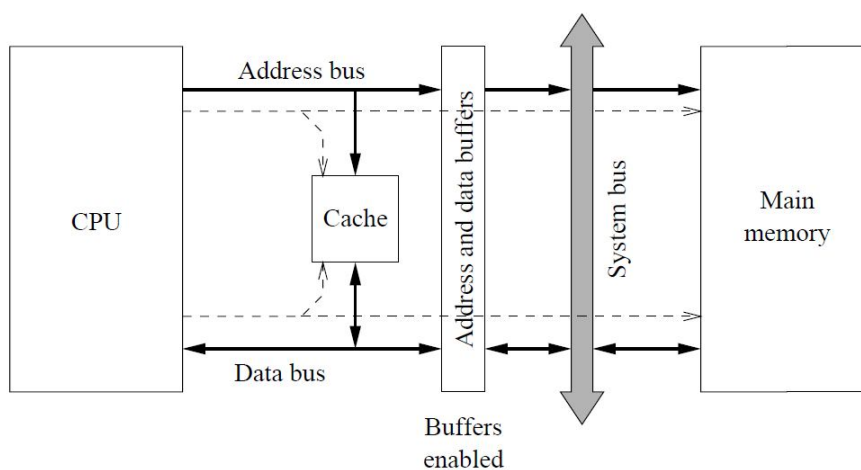 Address bus
CPU
Cache
Address and data buffers
System bus
Main
memory
Data bus
Buffers
enabled